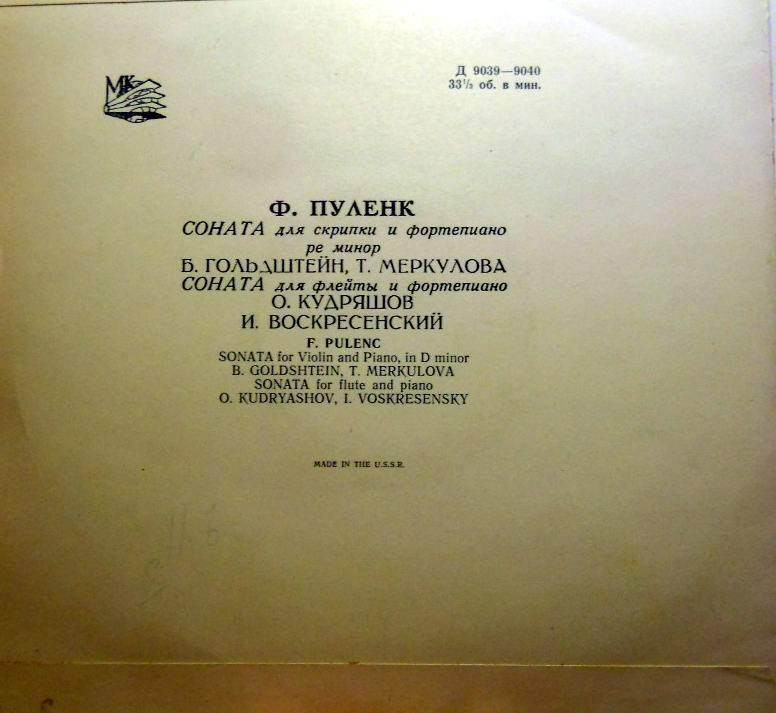 МК
Д 9039—9040
33⅓ об. в мин.
Ф. ПУЛЕНК
СОНАТА для скрипки и фортепиано
ре минор
Б. ГОЛЬДШТЕЙН, Т. МЕРКУЛОВА
СОНАТА для флейты и фортепиано
О. КУДРЯШОВ
И. ВОСКРЕСЕНСКИЙ
F. PULENC
SONATA for Violin and Piano, in D minor
B. GOLDSHTEIN, T. MERKULOVA
SONATA for flute and piano
O. KUDRYASHOV, I. VOSKRESENSKY
MADE IN THE U.S.S.R.